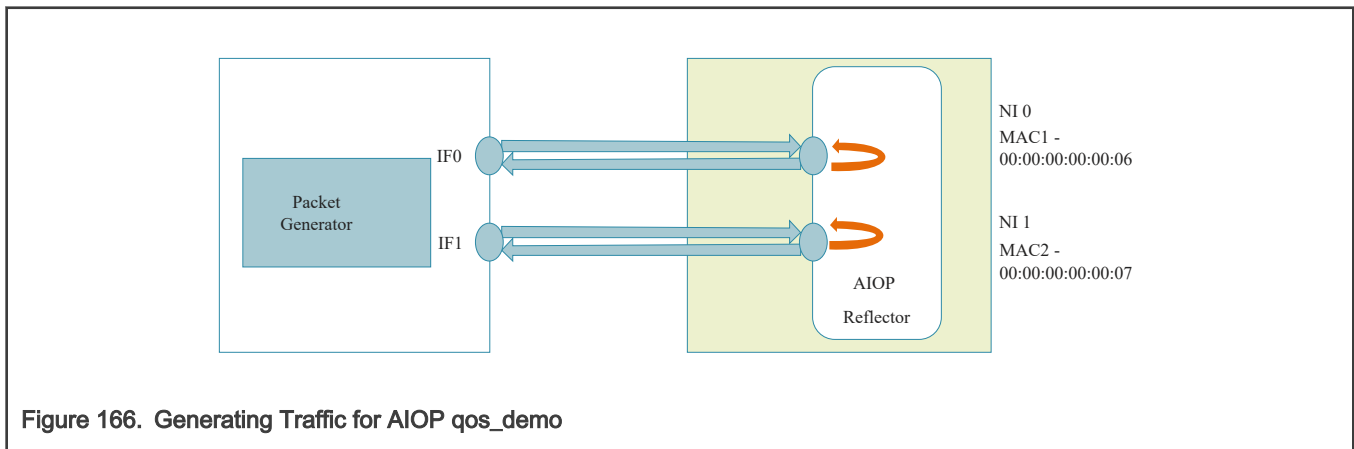 Packet
Generator
IF0
IF1
AIOP
Reflector
NI 0
MAC1 -
00:00:00:00:00:06
NI 1
MAC2 -
00:00:00:00:00:07
Figure 166. Generating Traffic for AIOP qos_demo